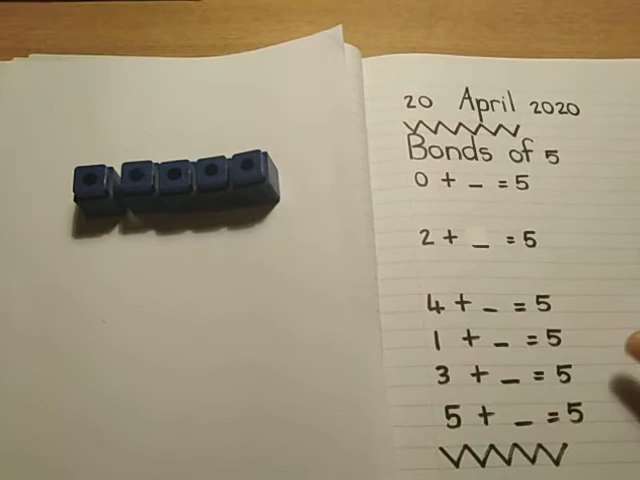 20 April 2020
Bonds of 5
0 + _ = 5
2 + _ = 5
4 + _ = 5
1 + _ = 5
3 + _ = 5
5 + _ = 5